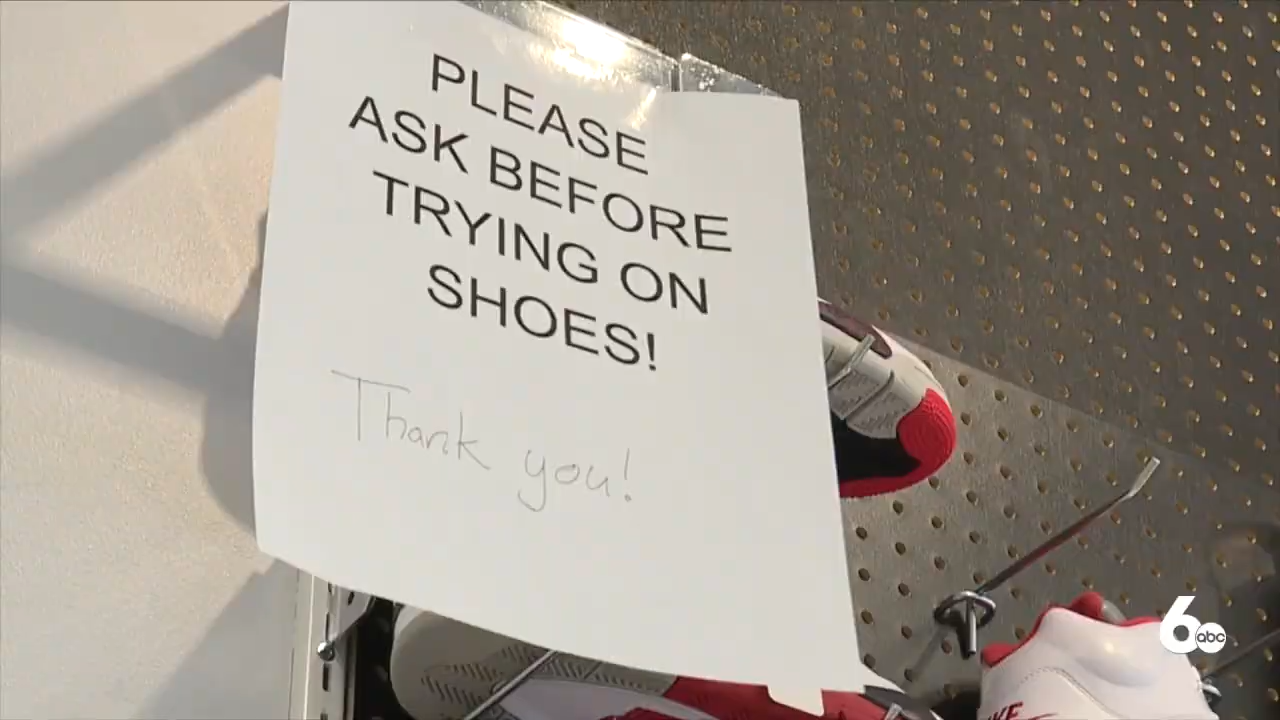 PLEASE
ASK BEFORE
TRYING ON
SHOES!
Thank you!
6abc